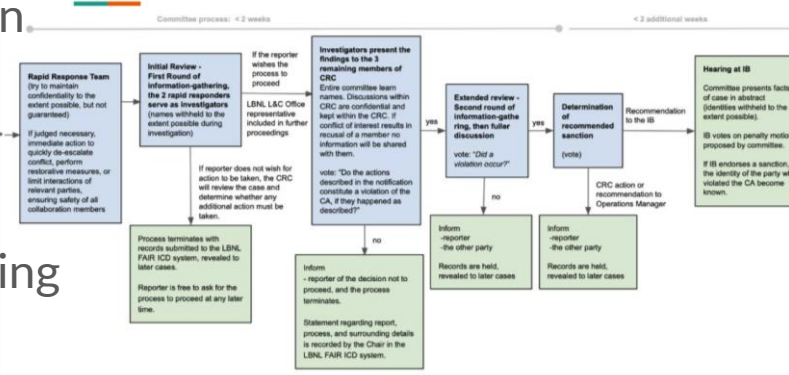 n
ing
Committee process: < 2 weeks
< 2 additional weeks
Rapid Response Team
(try to maintain
confidentiality to the
extent possible, but not
guaranteed)
If judged necessary,
immediate action to
quickly de-escalate
conflict, perform
restorative measures, or
limit interactions of
relevant parties,
ensuring safety of all
collaboration members
Initial Review -
First Round of
information-gathering,
the 2 rapid responders
serve as investigators
(names withheld to the
extent possible during
investigation)
If the reporter
wishes the
process to
proceed
LBNL L&C Office
representative
included in further
proceedings
If reporter does not wish for
action to be taken, the CRC
will review the case and
determine whether any
additional action must be
taken.
Process terminates with
records submitted to the LBNL
FAIR ICD system, revealed to
later cases.
Reporter is free to ask for the
process to proceed at any later
time.
Investigators present the
findings to the 3
remaining members of
CRC
Entire committee learn
names. Discussions within
CRC are confidential and
kept within the CRC. If
conflict of interest results in
recusal of a member no
information will be shared
with them.
vote: "Do the actions
described in the notification
constitute a violation of the
CA, if they happened as
described?"
no
Inform
- reporter of the decision not to
proceed, and the process
terminates.
Statement regarding report,
process, and surrounding details
is recorded by the Chair in the
LBNL FAIR ICD system.
yes
Extended review -
Second round of
information-gathe
ring, then fuller
discussion
vote: "Did a
violation occur?"
no
Inform
-reporter
-the other party
Records are held,
revealed to later cases
yes
Determination
of
recommended
sanction
(vote)
CRC action or
recommendation to
Operations Manager
Inform
-reporter
-the other party
Records are held,
revealed to later cases
Recommendation
to the IB
Hearing at IB
Committee presents facts
of case in abstract
(identities withheld to the
extent possible).
IB votes on penalty motio
proposed by committee.
If IB endorses a sanction,
the identity of the party wh
violated the CA become
known.